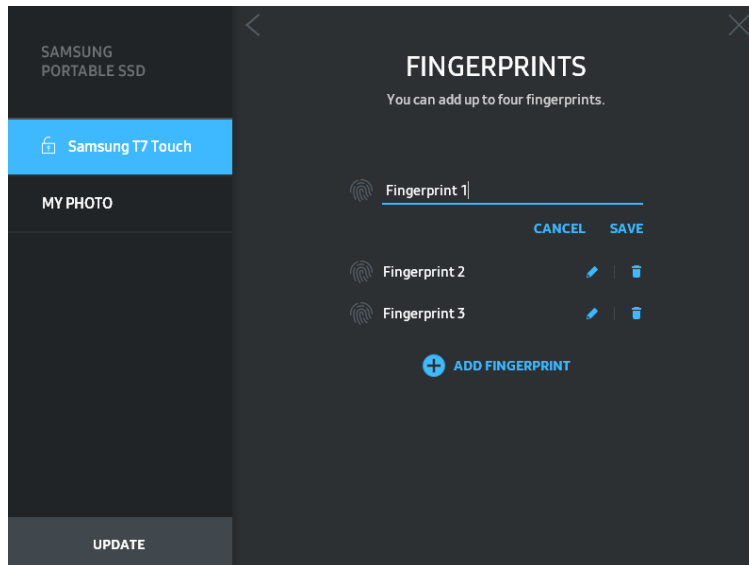 SAMSUNG
PORTABLE SSD
Samsung T7 Touch
MY PHOTO
UPDATE
FINGERPRINTS
You can add up to four fingerprints.
Fingerprint 1
CANCEL SAVE
Fingerprint 2
Fingerprint 3
ADD FINGERPRINT